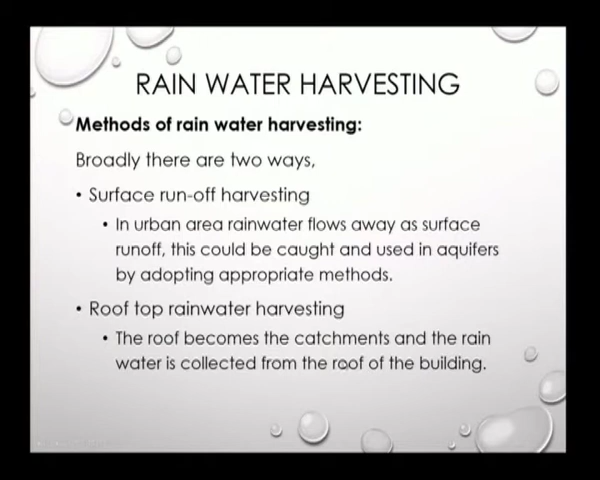 RAIN WATER HARVESTING
Methods of rain water harvesting:
Broadly there are two ways,
• Surface run-off harvesting
• In urban area rainwater flows away as surface
runoff, this could be caught and used in aquifers
by adopting appropriate methods.
• Roof top rainwater harvesting
• The roof becomes the catchments and the rain
water is collected from the roof of the building.